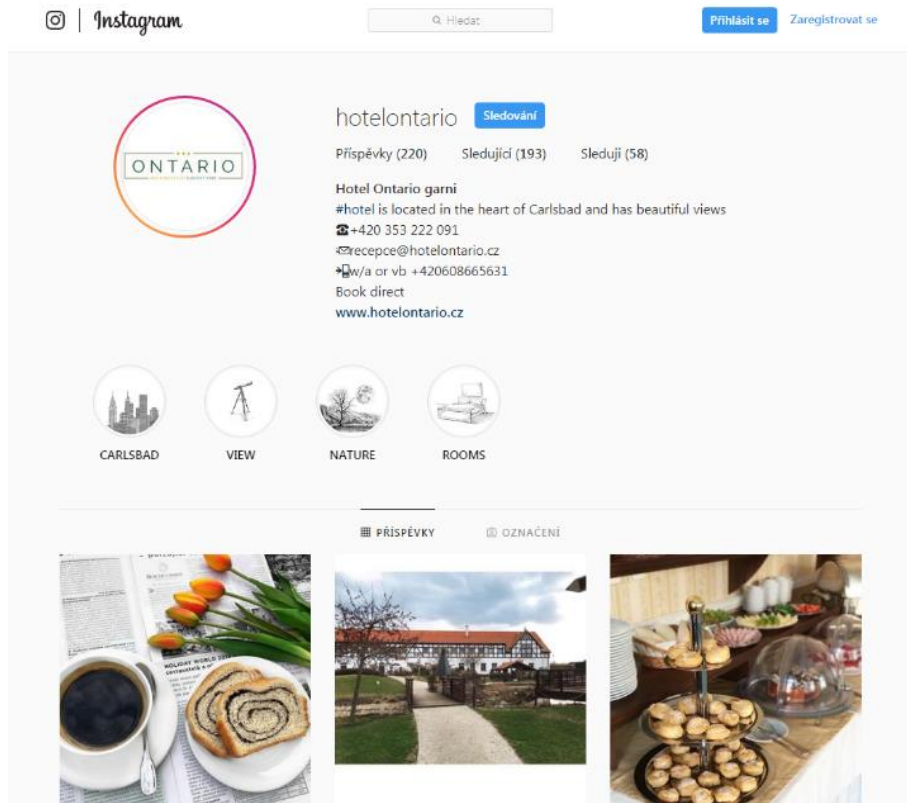 Instagram
Hledat
Přihlásit se
Zaregistrovat se
ONTARIO
hotelontario
Sledování
Příspěvky (220) Sledující (193) Sleduji (58)
Hotel Ontario garni
#hotel is located in the heart of Carlsbad and has beautiful views
☎+420 353 222 091
recepce@hotelontario.cz
w/a or vb +420608665631
Book direct
www.hotelontario.cz
CARLSBAD VIEW NATURE ROOMS
PŘÍSPĚVKY OZNAČENÍ
HOLIDAY WORLD